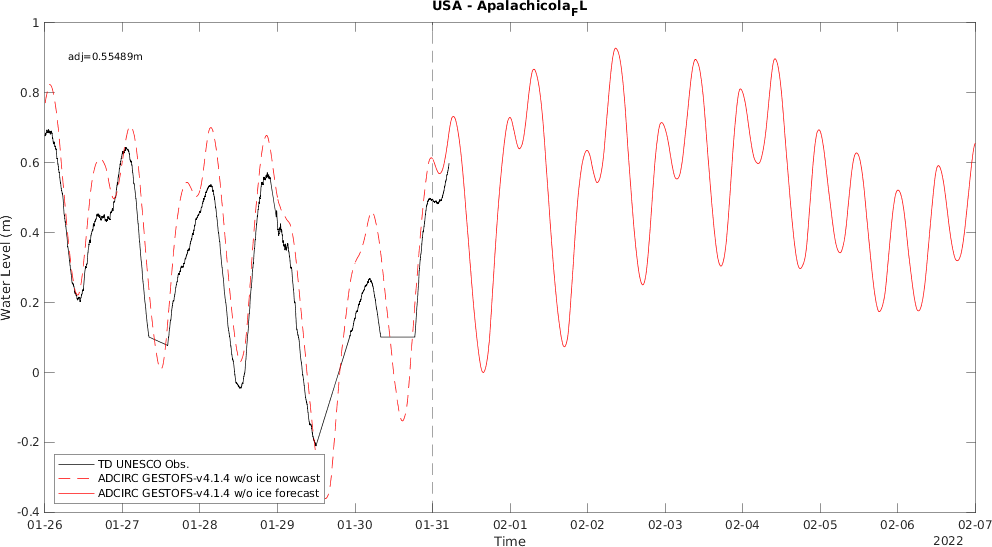 USA - Apalachicola_FL
adj=0.55489m
Water Level (m)
1
0.8
0.6
0.4
0.2
0
-0.2
-0.4
TD UNESCO Obs.
ADCIRC GESTOFS-v4.1.4 w/o ice nowcast
ADCIRC GESTOFS-v4.1.4 w/o ice forecast
01-26 01-27 01-28 01-29 01-30 01-31 02-01 02-02 02-03 02-04 02-05 02-06 02-07
Time
2022